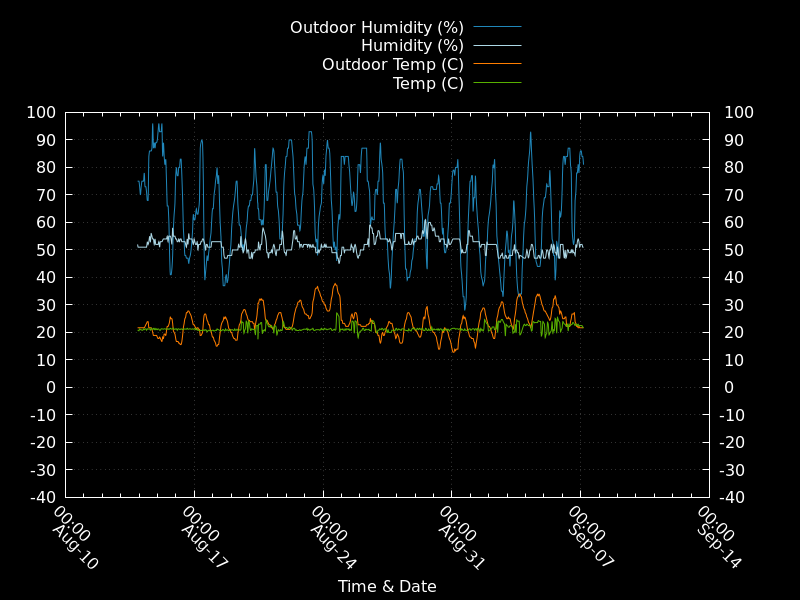 Outdoor Humidity (%)
Humidity (%)
Outdoor Temp (C)
Temp (C)
100 100
90 90
80 80
70 70
60 60
50 50
40 40
30 30
20 20
10 10
0 0
-10 -10
-20 -20
-30 -30
-40 -40
00:00 00:00 00:00 00:00 00:00 00:00
Aug-10 Aug-17 Aug-24 Aug-31 Sep-07 Sep-14
Time & Date